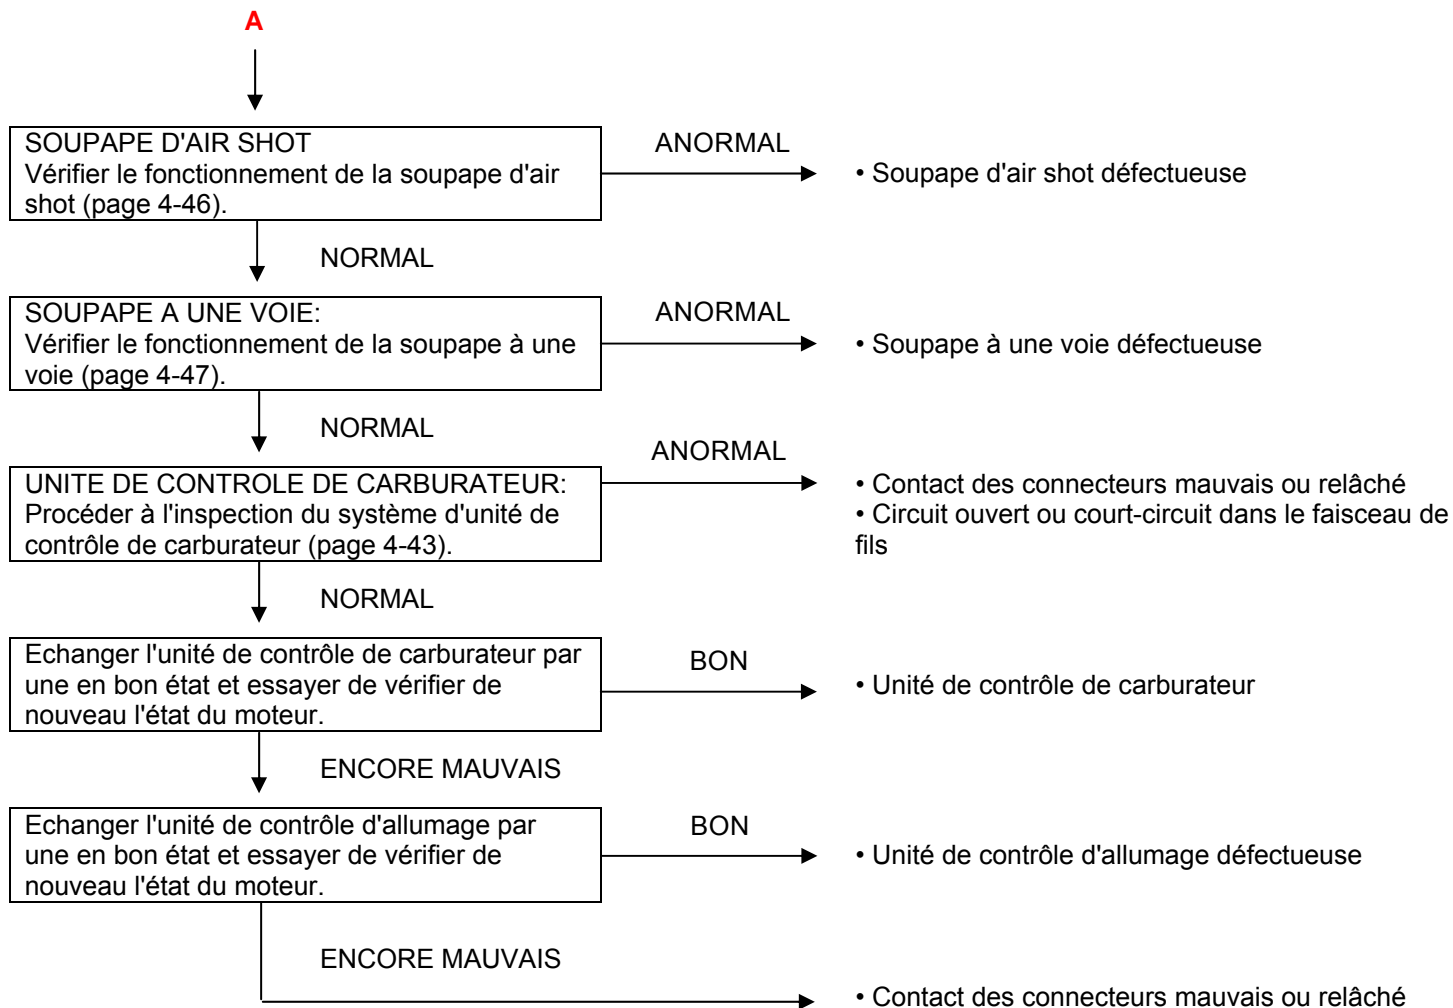 A
SOUPAPE D'AIR SHOT
Vérifier le fonctionnement de la soupape d'air
shot (page 4-46).
ANORMAL
• Soupape d'air shot défectueuse
NORMAL
SOUPAPE A UNE VOIE:
Vérifier le fonctionnement de la soupape à une
voie (page 4-47).
ANORMAL
• Soupape à une voie défectueuse
NORMAL
UNITE DE CONTROLE DE CARBURATEUR:
Procéder à l'inspection du système d'unité de
contrôle de carburateur (page 4-43).
ANORMAL
• Contact des connecteurs mauvais ou relâché
• Circuit ouvert ou court-circuit dans le faisceau de
fils
NORMAL
Echanger l'unité de contrôle de carburateur par
une en bon état et essayer de vérifier de
nouveau l'état du moteur.
BON
• Unité de contrôle de carburateur
ENCORE MAUVAIS
Echanger l'unité de contrôle d'allumage par
une en bon état et essayer de vérifier de
nouveau l'état du moteur.
BON
• Unité de contrôle d'allumage défectueuse
ENCORE MAUVAIS
• Contact des connecteurs mauvais ou relâché